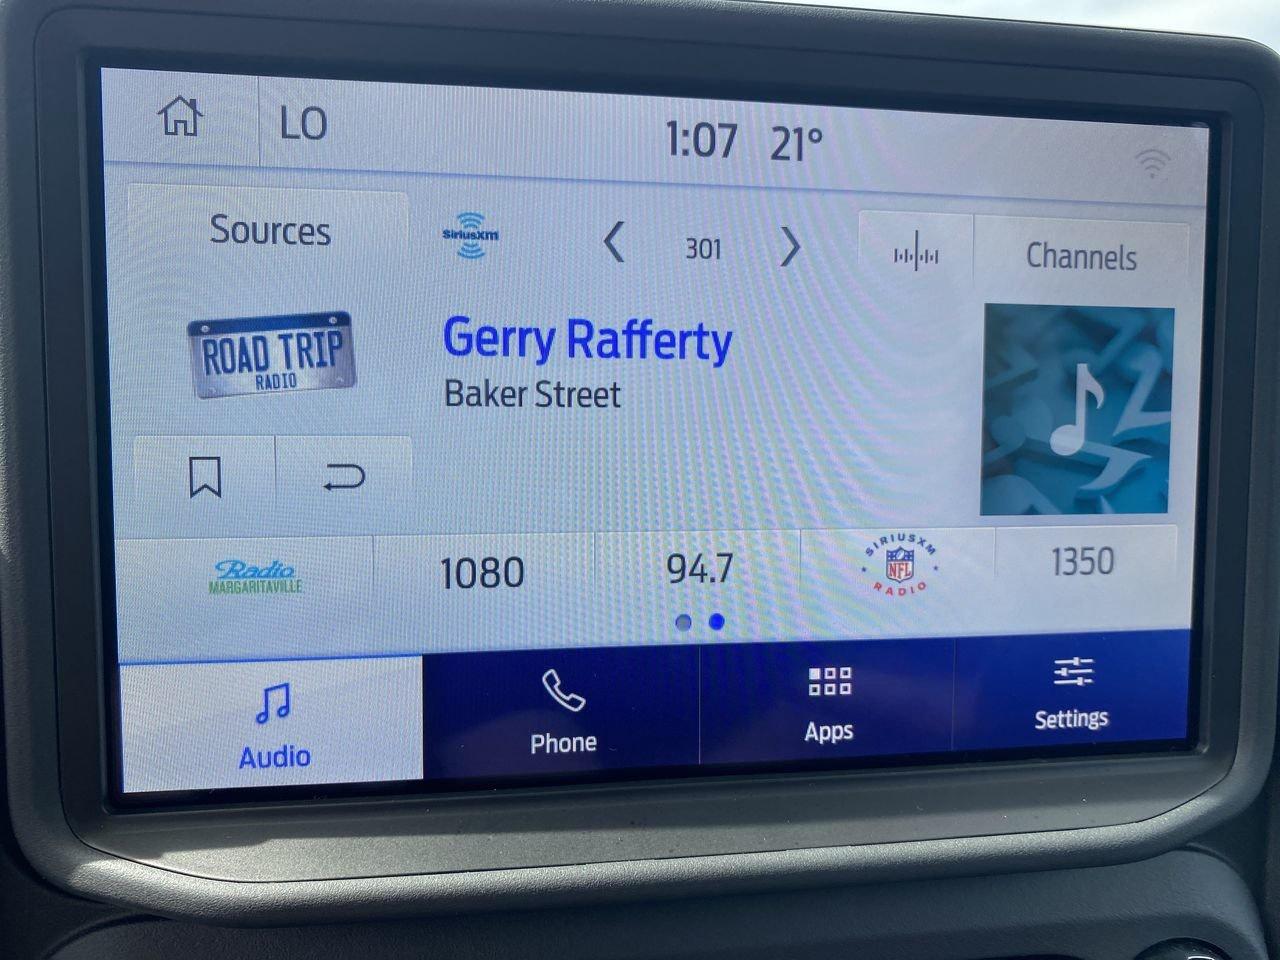 LO
1:07 21°
Sources
SiriusXm
301
Channels
ROAD TRIP
RADIO
Gerry Rafferty
Baker Street
Radio
MARGARITAVILLE
1080
94.7
SIRIUSXM
NFL
RADIO
1350
Audio
Phone
Apps
Settings